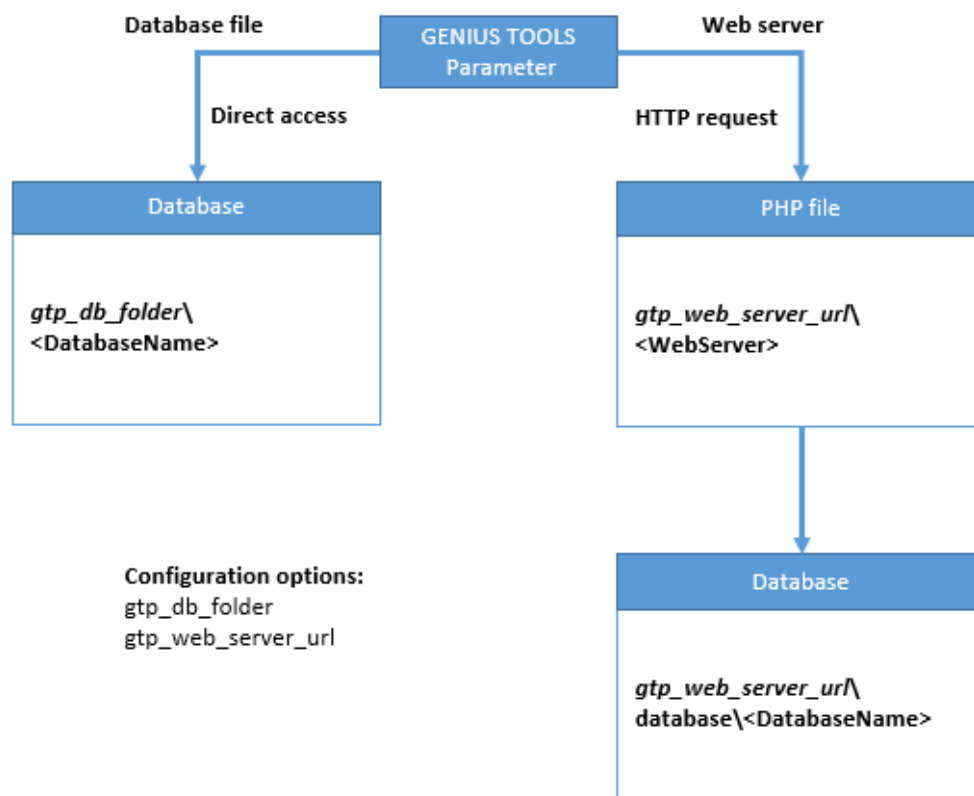 Database file
GENIUS TOOLS
Parameter
Web server
Direct access
HTTP request
Database
gtp_db_folder\
<DatabaseName>
PHP file
gtp_web_server_url\
<WebServer>
Configuration options:
gtp_db_folder
gtp_web_server_url
Database
gtp_web_server_url\
database\<DatabaseName>